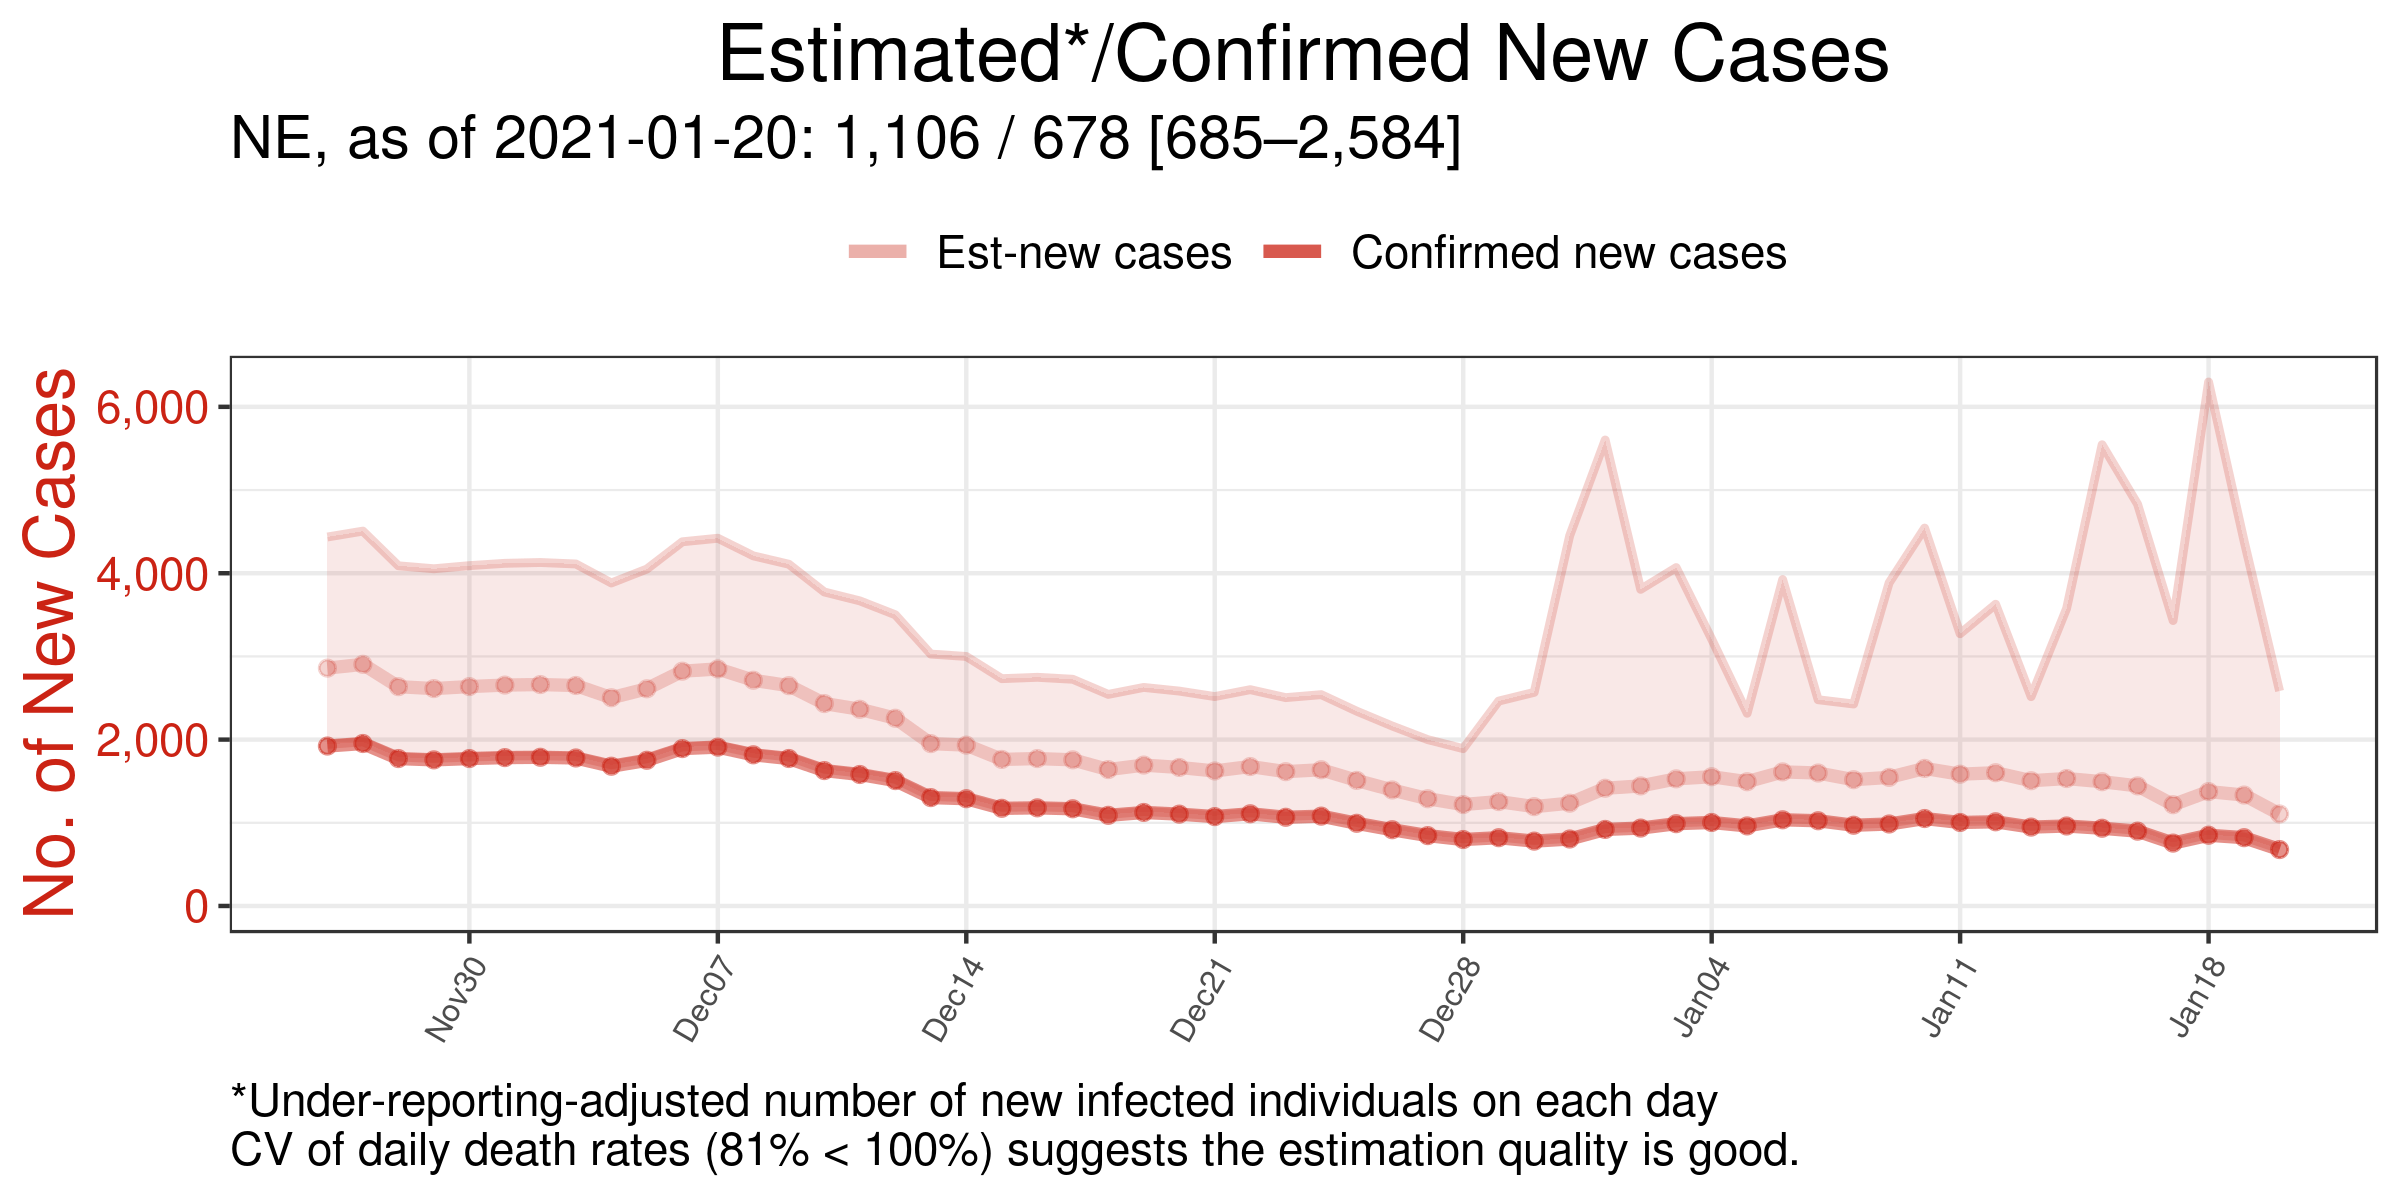 Estimated*/Confirmed New Cases
NE, as of 2021-01-20: 1,106 / 678 [685–2,584]
Est-new cases
Confirmed new cases
No. of New Cases
6,000
4,000
2,000
0
Nov30
Dec07
Dec14
Dec21
Dec28
Jan04
Jan11
Jan18
*Under-reporting-adjusted number of new infected individuals on each day
CV of daily death rates (81% < 100%) suggests the estimation quality is good.